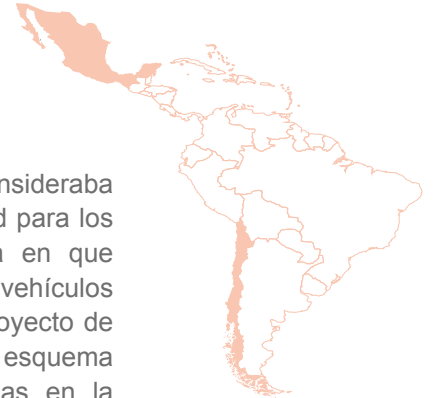 nsideraba
d para los
en que
vehículos
oyecto de
esquema
as en la